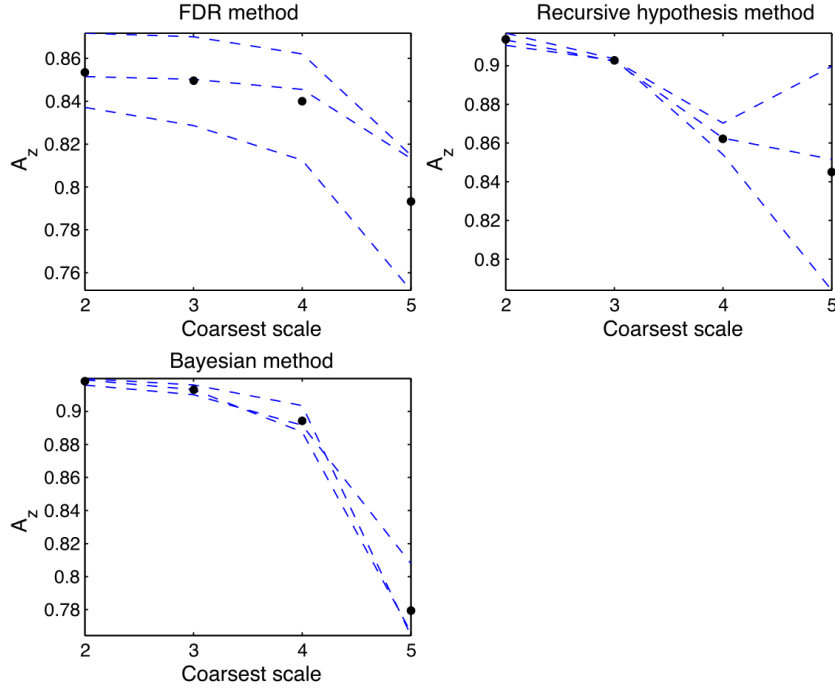 FDR method
0.86
0.84
0.82
0.8
0.78
0.76
A_z
2 3 4 5
Coarsest scale
Recursive hypothesis method
0.9
0.88
0.86
0.84
0.82
0.8
A_z
2 3 4 5
Coarsest scale
Bayesian method
0.9
0.88
0.86
0.84
0.82
0.8
0.78
A_z
2 3 4 5
Coarsest scale